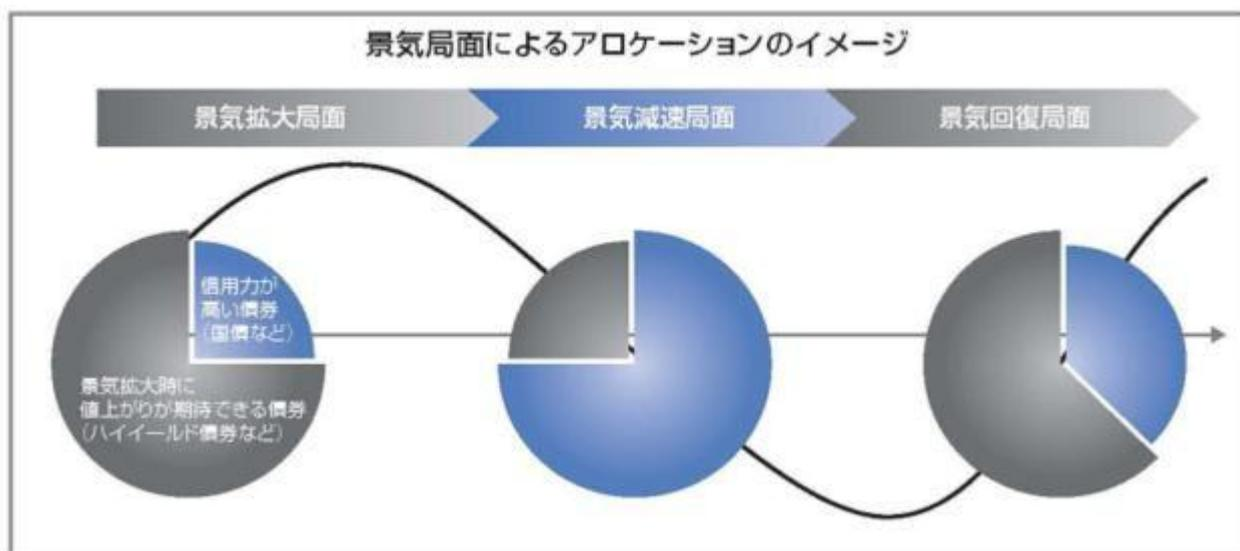 景気局面によるアロケーションのイメージ
景気拡大局面
景気減速局面
景気回復局面
信用力が
高い債券
(国債など)
景気拡大時に
値上がりが期待できる債券
(ハイイールド債券など)